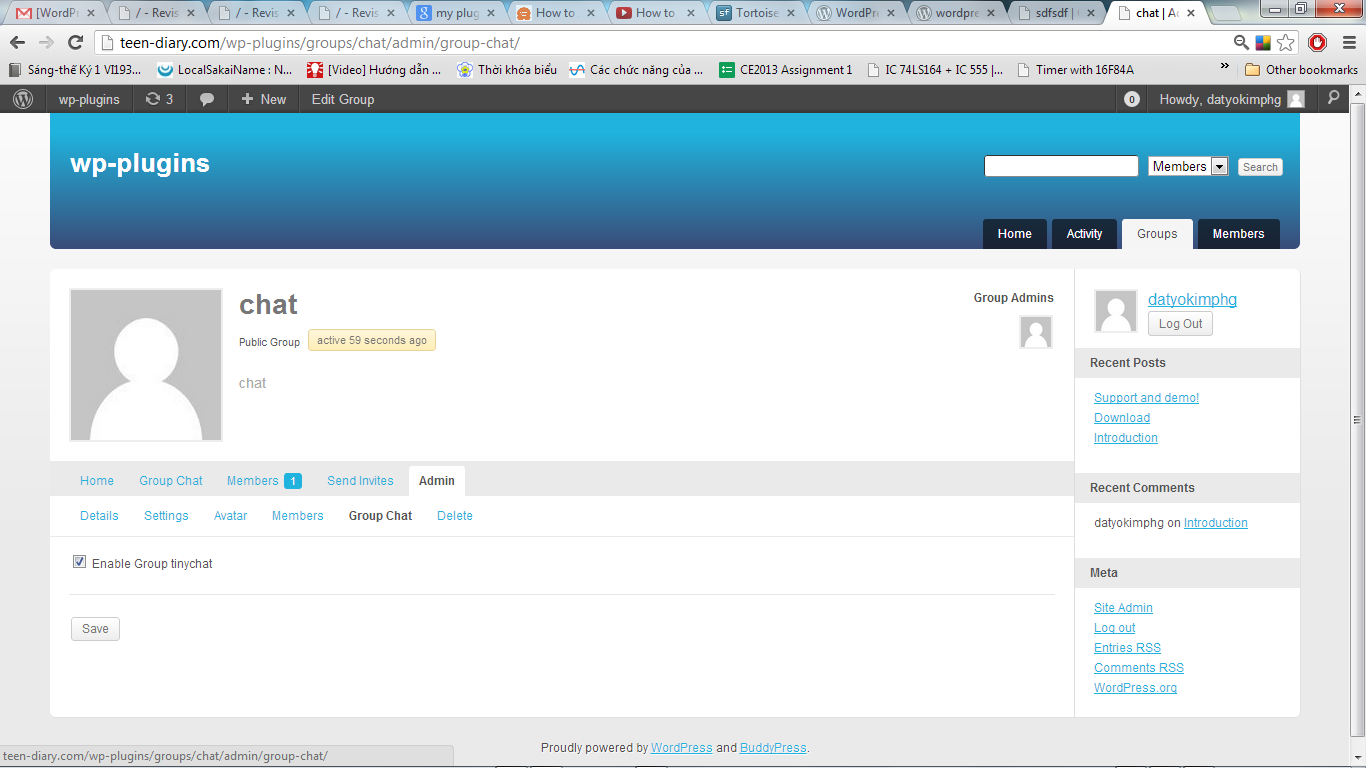 [WordP
/ - Revis
/ - Revis
/ - Revis
my plug
How to
How to
Tortoise
WordPre
wordpre
sdfsdf |
chat | Ad
teen-diary.com/wp-plugins/groups/chat/admin/group-chat/
Sáng-thế Ký 1 VI193...
LocalSakaiName : N...
[Video] Hướng dẫn ...
Thời khóa biểu
Các chức năng của ...
CE2013 Assignment 1
IC 74LS164 + IC 555 |...
Timer with 16F84A
»
Other bookmarks
wp-plugins
3
+ New
Edit Group
0
Howdy, datyokimphg
wp-plugins
Members
Search
Home
Activity
Groups
Members
chat
Public Group
active 59 seconds ago
chat
Group Admins
datyokimphg
Log Out
Recent Posts
Support and demo!
Download
Introduction
Recent Comments
datyokimphg on Introduction
Meta
Site Admin
Log out
Entries RSS
Comments RSS
WordPress.org
Home
Group Chat
Members 1
Send Invites
Admin
Details
Settings
Avatar
Members
Group Chat
Delete
Enable Group tinychat
Save
Proudly powered by WordPress and BuddyPress.
teen-diary.com/wp-plugins/groups/chat/admin/group-chat/